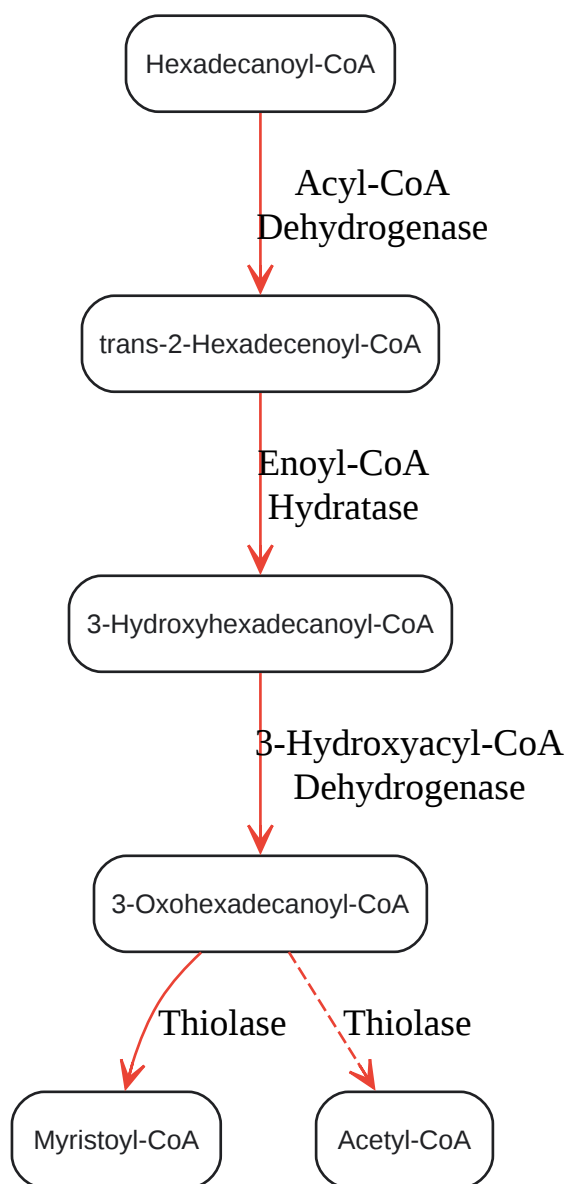 Hexadecanoyl-CoA
Acyl-CoA
Dehydrogenase
trans-2-Hexadecenoyl-CoA
Enoyl-CoA
Hydratase
3-Hydroxyhexadecanoyl-CoA
3-Hydroxyacyl-CoA
Dehydrogenase
3-Oxohexadecanoyl-CoA
Thiolase
Thiolase
Myristoyl-CoA
Acetyl-CoA